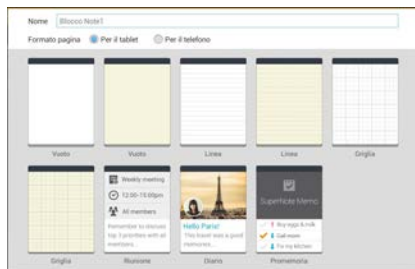 Nome Blocco Note1
Formato pagina Per il tablet Per il telefono
Vuoto Vuoto Linea Linea Griglia
Weekly meeting
12:00~15:00pm
All members
Remember to discuss
top 3 priorities with all
members...
Hello Paris!
This travel was a good
memories...
SuperNote Memo
Buy eggs & milk
Call mom
Fix my kitchen
Griglia Riunione Diario Promemoria